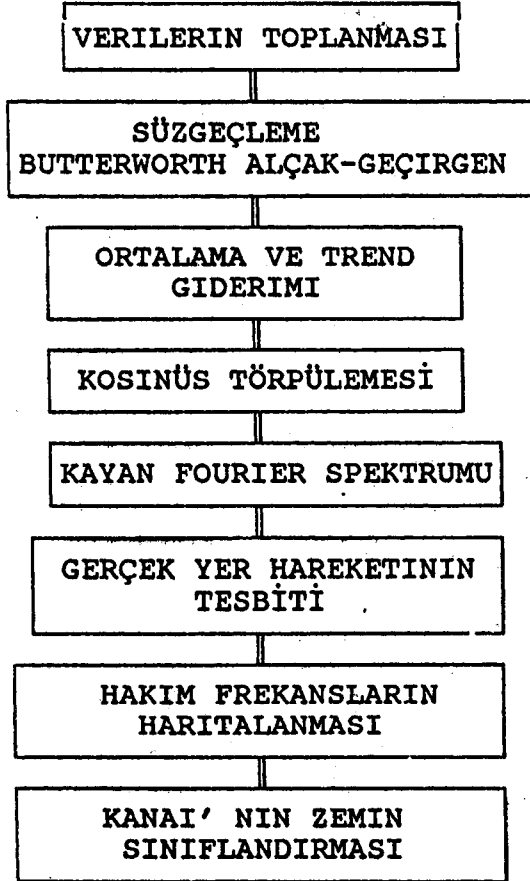 VERILERIN TOPLANMASI
SÜZGEÇLEME
BUTTERWORTH ALÇAK-GEÇIRGEN
ORTALAMA VE TREND
GIDERIMI
KOSINÜS TÖRPÜLEMESİ
KAYAN FOURIER SPEKTRUMU
GERÇEK YER HAREKETININ
TESBİTİ
HAKIM FREKANSLARIN
HARITALANMASI
KANAI' NIN ZEMIN
SINIFLANDIRMASI